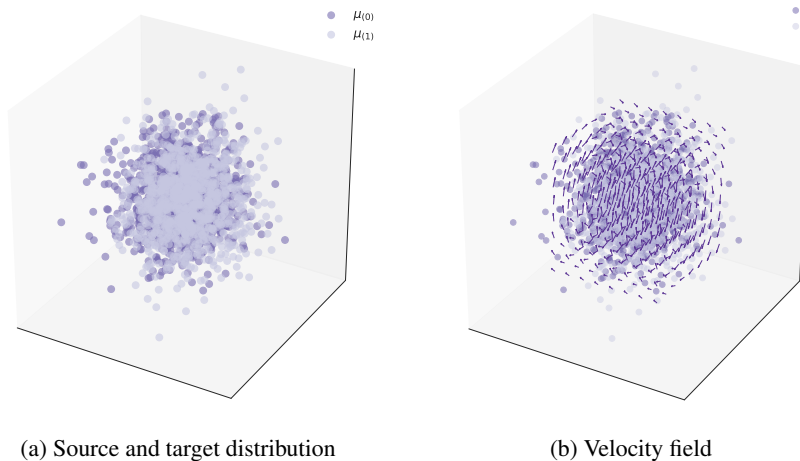 μ(0)
μ(1)
(a) Source and target distribution
(b) Velocity field